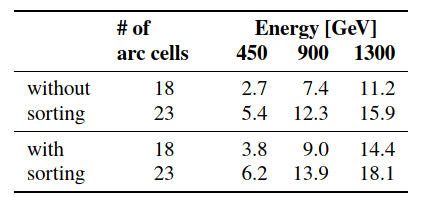 # of Energy [GeV]
arc cells 450 900 1300
without 18 2.7 7.4 11.2
sorting 23 5.4 12.3 15.9
with 18 3.8 9.0 14.4
sorting 23 6.2 13.9 18.1